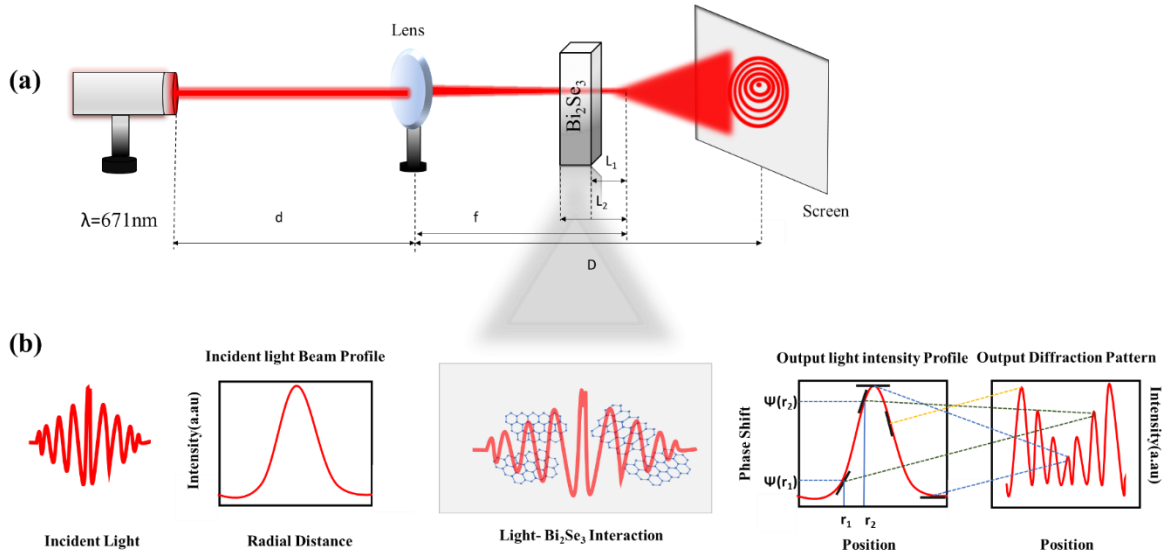 (a)
Lens
Bi₂Se₃
L₁
L₂
λ=671nm
d
f
D
Screen
(b)
Incident light Beam Profile
Output light intensity Profile
Output Diffraction Pattern
Intensity(a.au)
Phase Shift
Ψ(r₂)
Ψ(r₁)
r₁
r₂
Intensity(a.au)
Incident Light
Radial Distance
Light- Bi₂Se₃ Interaction
Position
Position